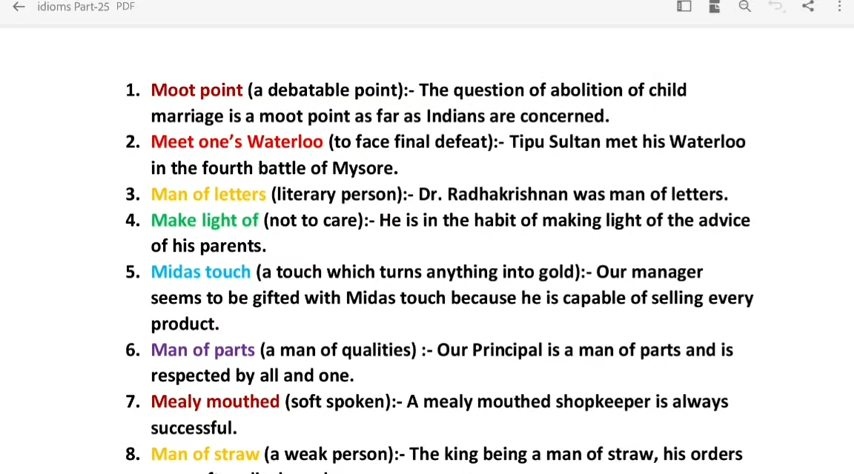 idioms Part-25 PDF
1. Moot point (a debatable point):- The question of abolition of child
marriage is a moot point as far as Indians are concerned.
2. Meet one’s Waterloo (to face final defeat):- Tipu Sultan met his Waterloo
in the fourth battle of Mysore.
3. Man of letters (literary person):- Dr. Radhakrishnan was man of letters.
4. Make light of (not to care):- He is in the habit of making light of the advice
of his parents.
5. Midas touch (a touch which turns anything into gold):- Our manager
seems to be gifted with Midas touch because he is capable of selling every
product.
6. Man of parts (a man of qualities) :- Our Principal is a man of parts and is
respected by all and one.
7. Mealy mouthed (soft spoken):- A mealy mouthed shopkeeper is always
successful.
8. Man of straw (a weak person):- The king being a man of straw, his orders